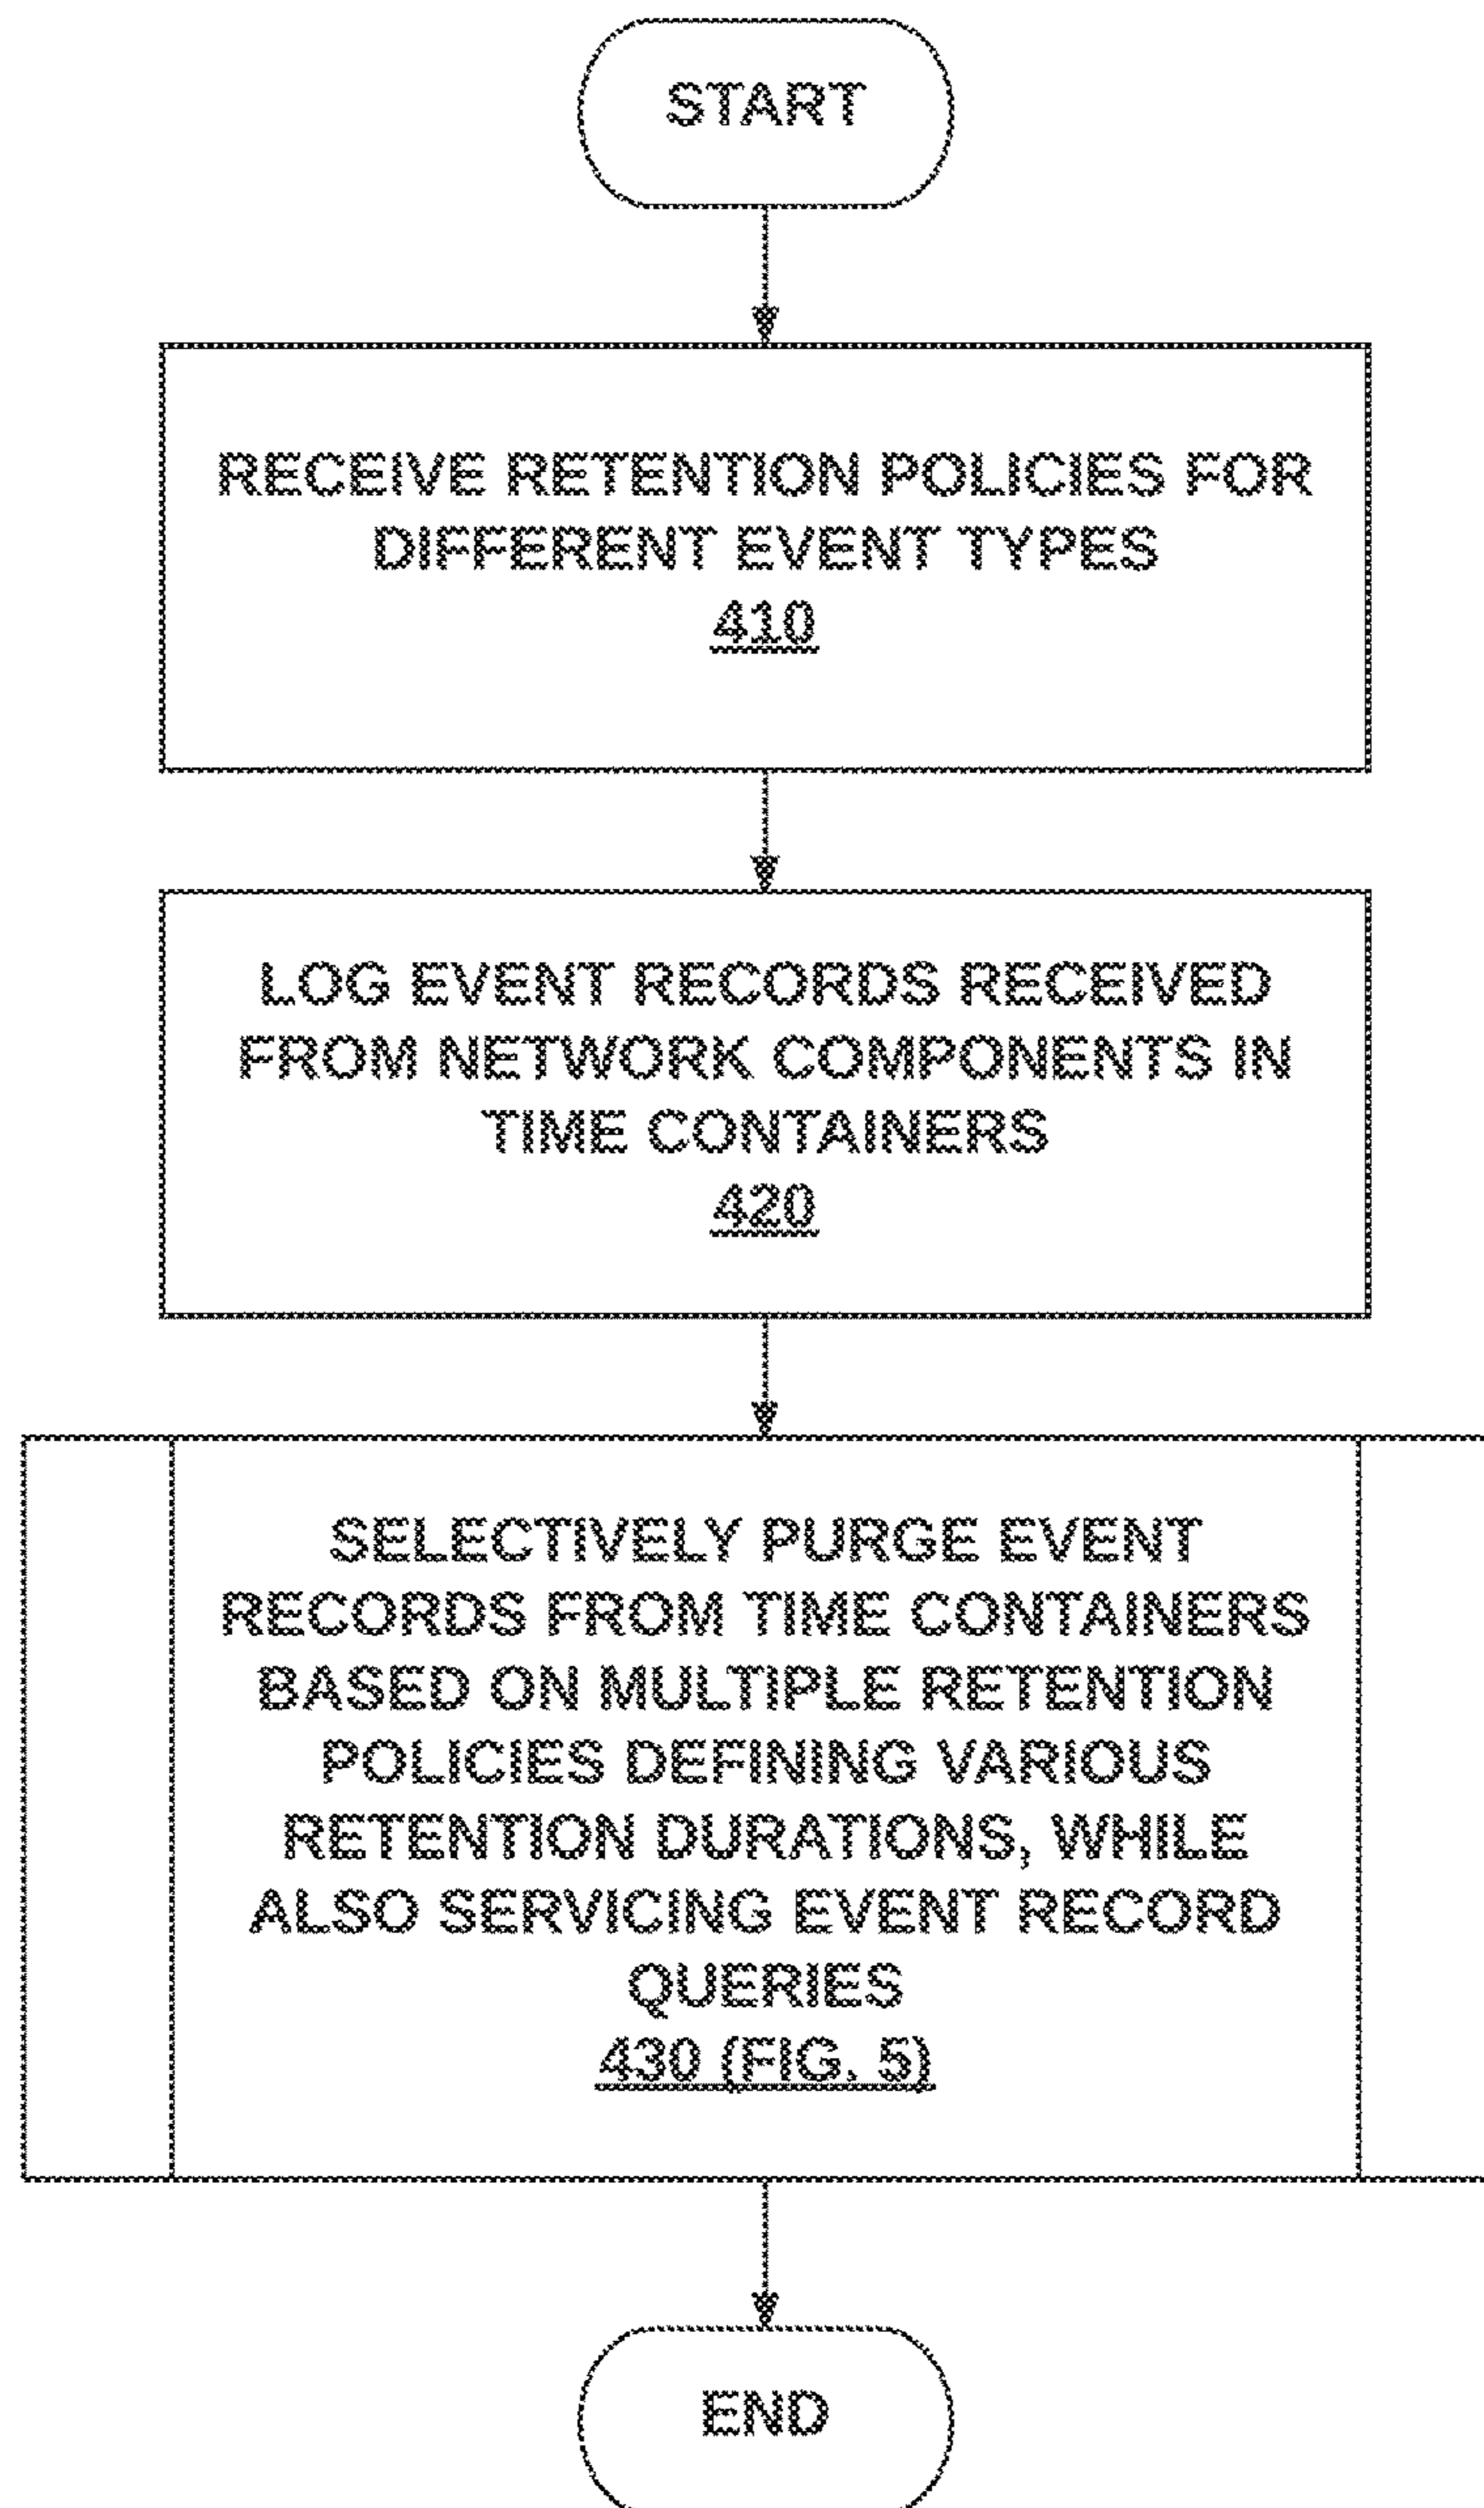 START
RECEIVE RETENTION POLICIES FOR
DIFFERENT EVENT TYPES
410
LOG EVENT RECORDS RECEIVED
FROM NETWORK COMPONENTS IN
TIME CONTAINERS
420
SELECTIVELY PURGE EVENT
RECORDS FROM TIME CONTAINERS
BASED ON MULTIPLE RETENTION
POLICIES DEFINING VARIOUS
RETENTION DURATIONS, WHILE
ALSO SERVICING EVENT RECORD
QUERIES
430 (FIG. 5)
END